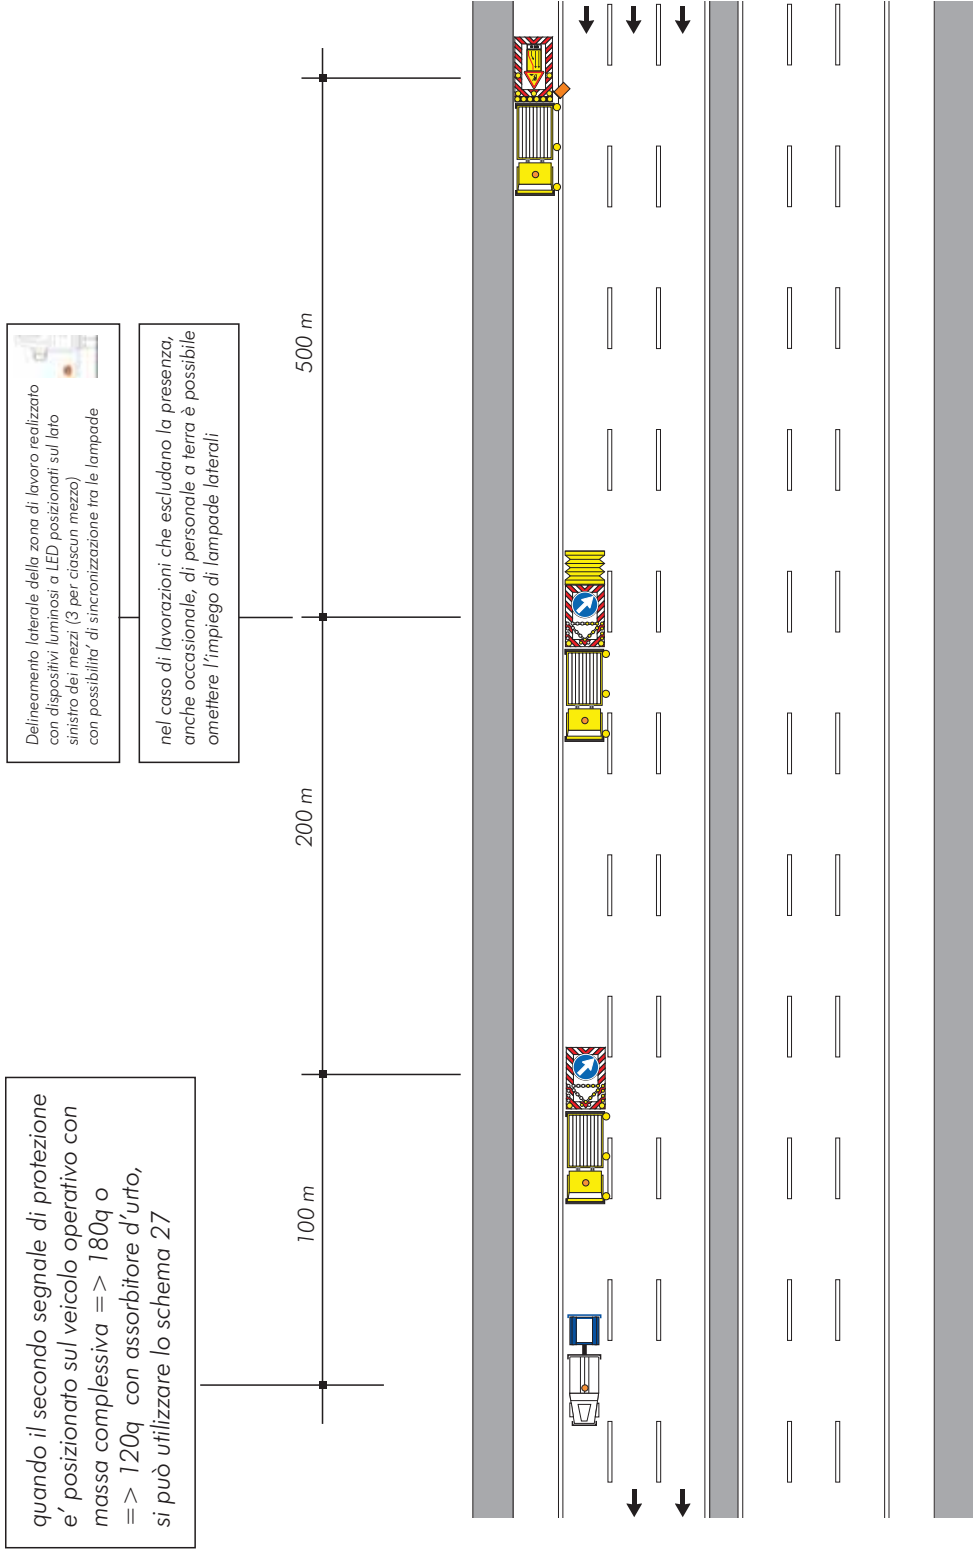 Delineamento laterale della zona di lavoro realizzato
con dispositivi luminosi a LED posizionati sul lato
sinistro dei mezzi (3 per ciascun mezzo)
con possibilita' di sincronizzazione tra le lampade
nel caso di lavorazioni che escludano la presenza,
anche occasionale, di personale a terra è possibile
omettere l'impiego di lampade laterali
quando il secondo segnale di protezione
e' posizionato sul veicolo operativo con
massa complessiva => 180q o
=> 120q con assorbitore d'urto,
si può utilizzare lo schema 27
100 m
200 m
500 m